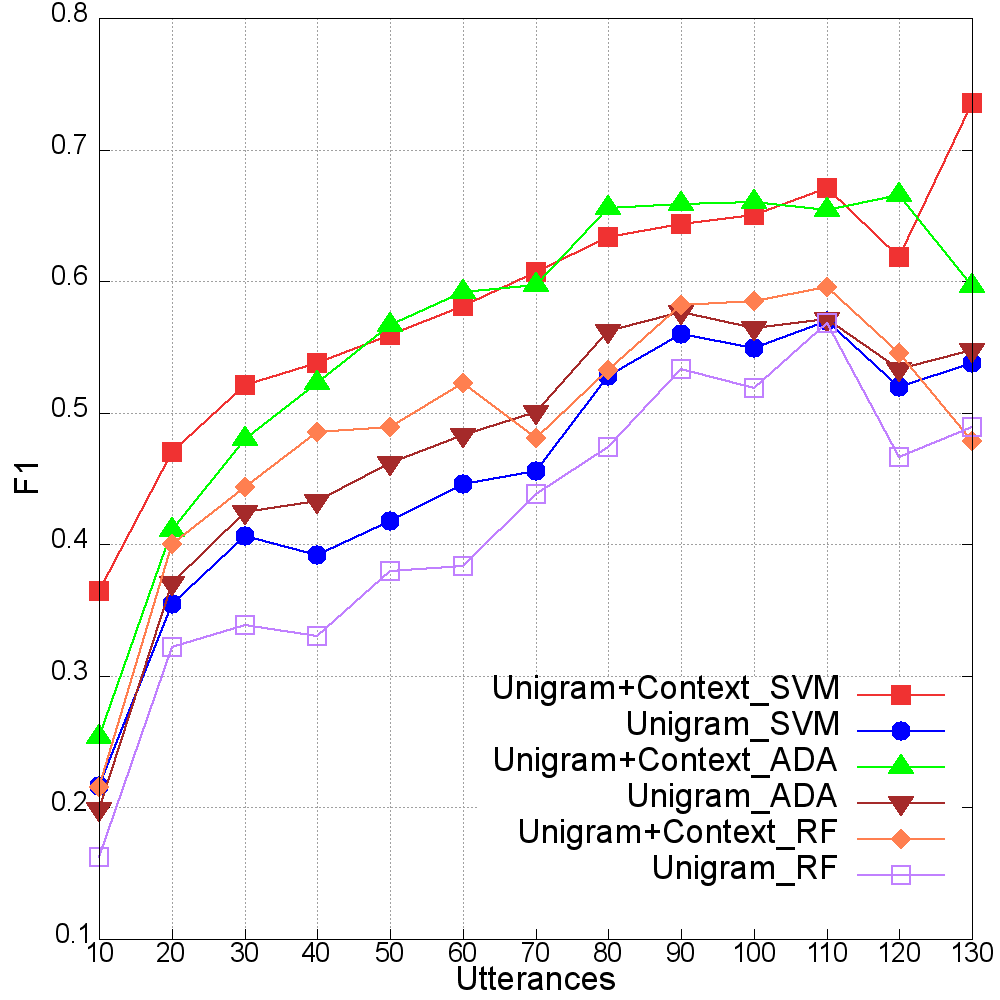 0.8
0.7
0.6
0.5
0.4
0.3
0.2
0.1
F1
Unigram+Context_SVM
Unigram_SVM
Unigram+Context_ADA
Unigram_ADA
Unigram+Context_RF
Unigram_RF
10 20 30 40 50 60 70 80 90 100 110 120 130
Utterances